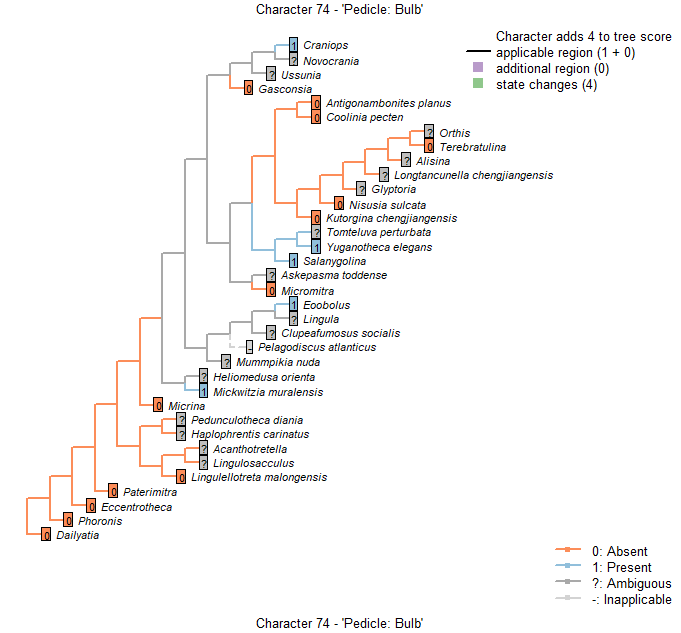 Character 74 - 'Pedicle: Bulb'
Character adds 4 to tree score
applicable region (1 + 0)
additional region (0)
state changes (4)
1 Craniops
? Novocrania
? Ussunia
0 Gasconsia
0 Antigonambonites planus
0 Coolinia pecten
? Orthis
0 Terebratulina
? Alisina
? Longtancunella chengjiangensis
? Glyptoria
0 Nisusia sulcata
0 Kutorgina chengjiangensis
? Tomteluva perturbata
1 Yuganotheca elegans
1 Salanygolina
? Askepasma toddense
0 Micromitra
1 Eoobolus
? Lingula
? Clupeafumosus socialis
- Pelagodiscus atlanticus
? Mummpikia nuda
? Heliomedusa orienta
1 Mickwitzia muralensis
0 Micrina
? Pedunculotheca diania
? Haplophrentis carinatus
? Acanthotretella
? Lingulosacculus
0 Lingulellotreta malongensis
0 Paterimitra
0 Eccentrotheca
0 Phoronis
0 Dailyatia
0: Absent
1: Present
?: Ambiguous
-: Inapplicable
Character 74 - 'Pedicle: Bulb'